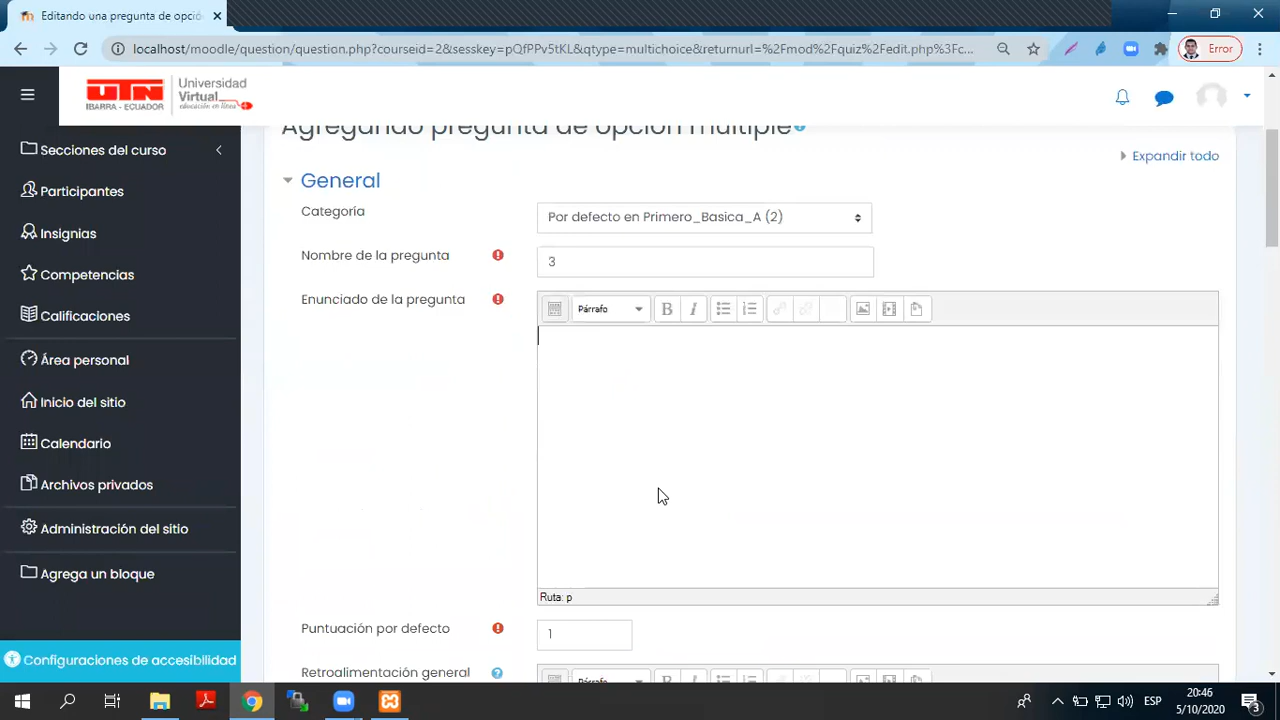 Editando una pregunta de opció
localhost/moodle/question/question.php?courseid=2&sesskey=pQfPPv5tKL&qtype=multichoice&returnurl=%2Fmod%2Fquiz%2Fedit.php%3Fc...
Error
UTN
IBARRA - ECUADOR
Universidad
Virtual
educación en línea
Agregando pregunta de opción múltiple
Secciones del curso
Participantes
Insignias
Competencias
Calificaciones
Área personal
Inicio del sitio
Calendario
Archivos privados
Administración del sitio
Agrega un bloque
Configuraciones de accesibilidad
Expandir todo
General
Categoría
Por defecto en Primero_Basica_A (2)
Nombre de la pregunta
3
Enunciado de la pregunta
Párrafo
B I
Ruta: p
Puntuación por defecto
1
Retroalimentación general
Párrafo
B I
ESP
20:46
5/10/2020
3